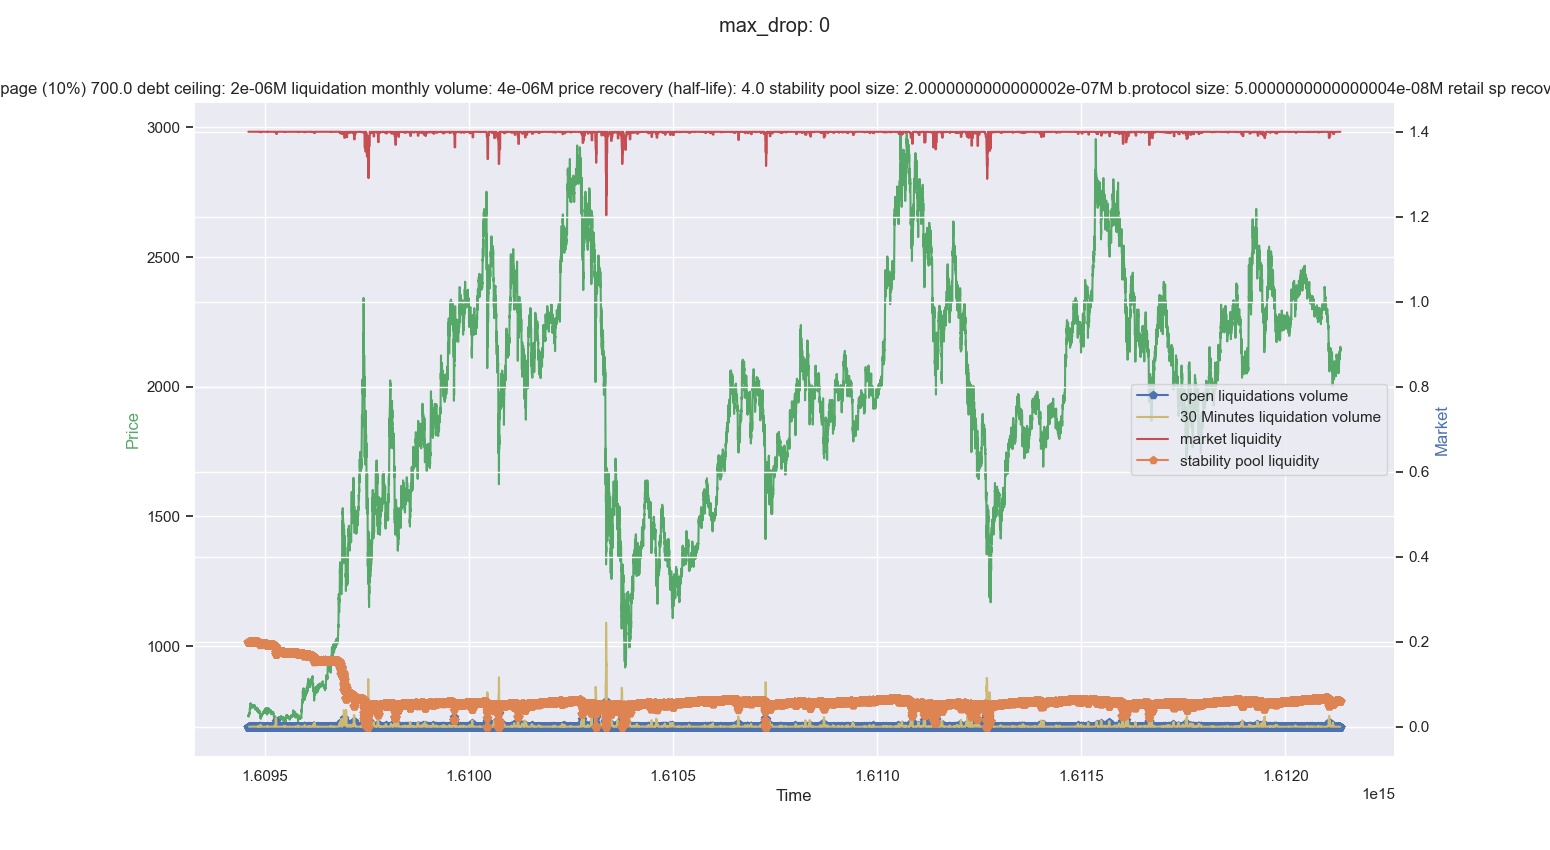 max_drop: 0
page (10%) 700.0 debt ceiling: 2e-06M liquidation monthly volume: 4e-06M price recovery (half-life): 4.0 stability pool size: 2.0000000000000002e-07M b.protocol size: 5.0000000000000004e-08M retail sp recov
3000
2500
2000
1500
1000
Price
1.4
1.2
1.0
0.8
0.6
0.4
0.2
0.0
Market
open liquidations volume
30 Minutes liquidation volume
market liquidity
stability pool liquidity
1.6095 1.6100 1.6105 1.6110 1.6115 1.6120
Time
1e15